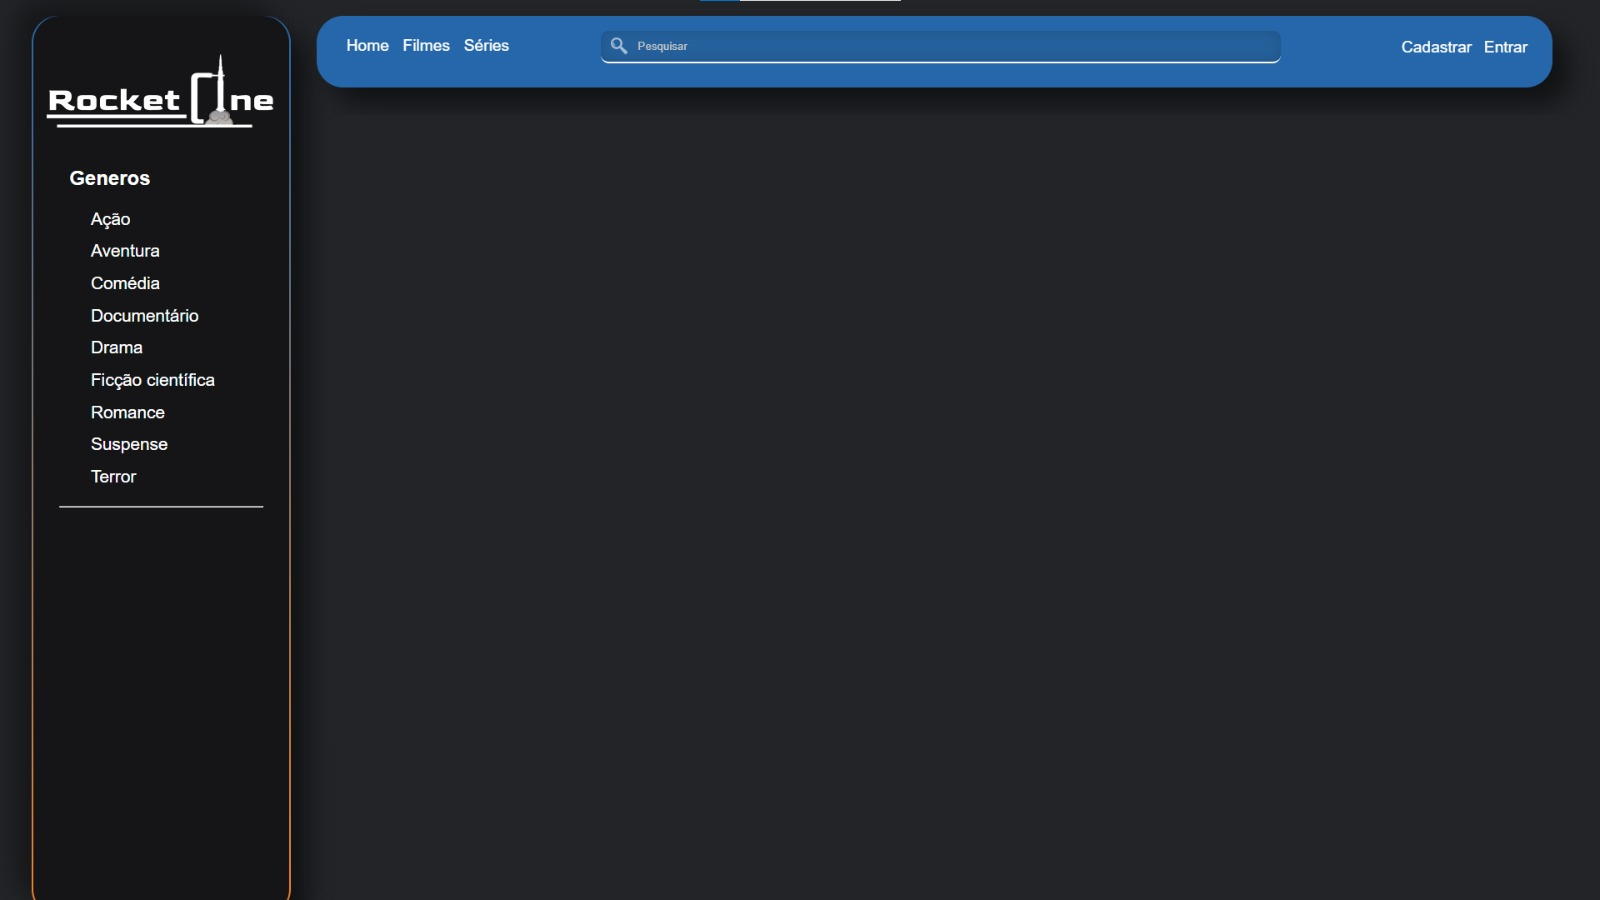 Rocket Cine
Home Filmes Séries
Pesquisar
Cadastrar Entrar
Generos
Ação
Aventura
Comédia
Documentário
Drama
Ficção científica
Romance
Suspense
Terror